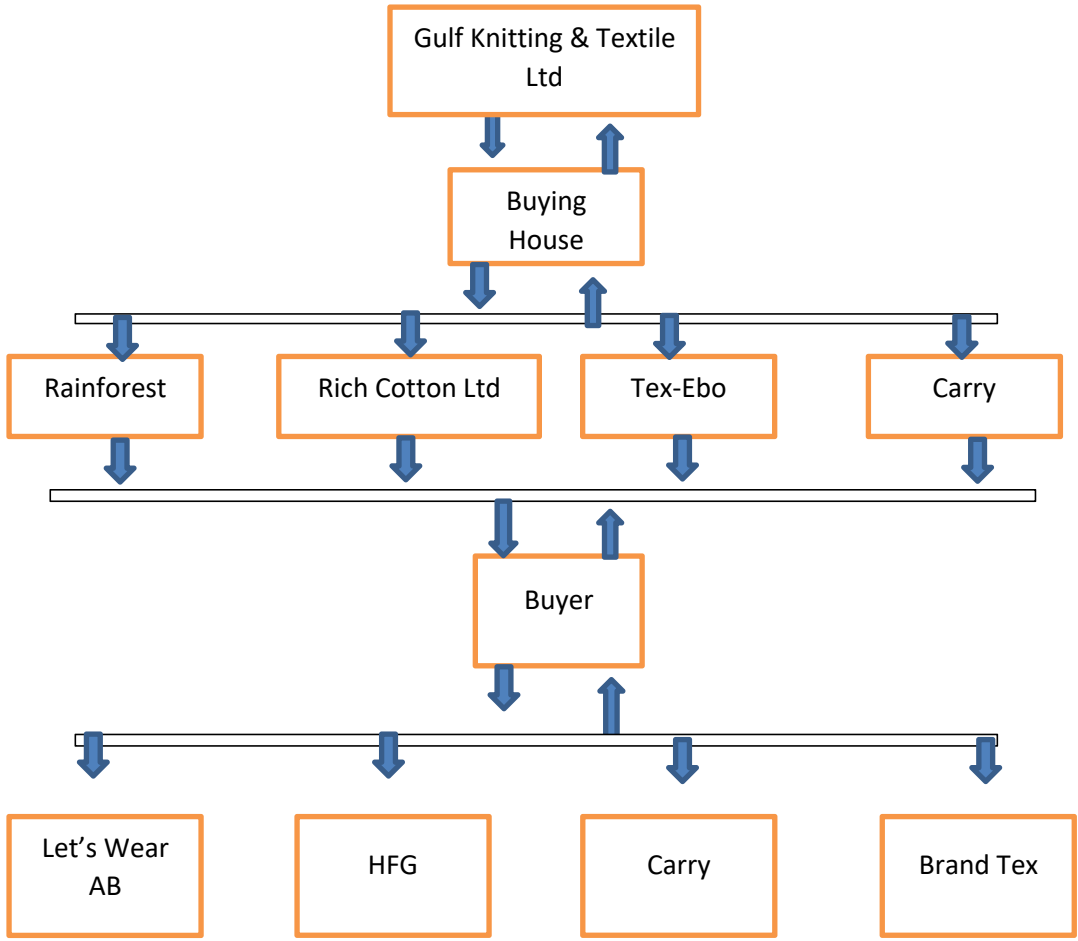 Gulf Knitting & Textile
Ltd
Buying
House
Rainforest
Rich Cotton Ltd
Tex-Ebo
Carry
Buyer
Let’s Wear
AB
HFG
Carry
Brand Tex